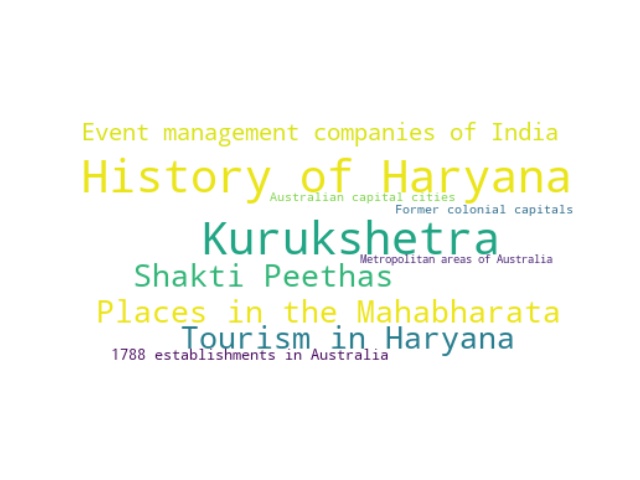 Event management companies of India
History of Haryana
Australian capital cities
Former colonial capitals
Kurukshetra
Metropolitan areas of Australia
Shakti Peethas
Places in the Mahabharata
Tourism in Haryana
1788 establishments in Australia